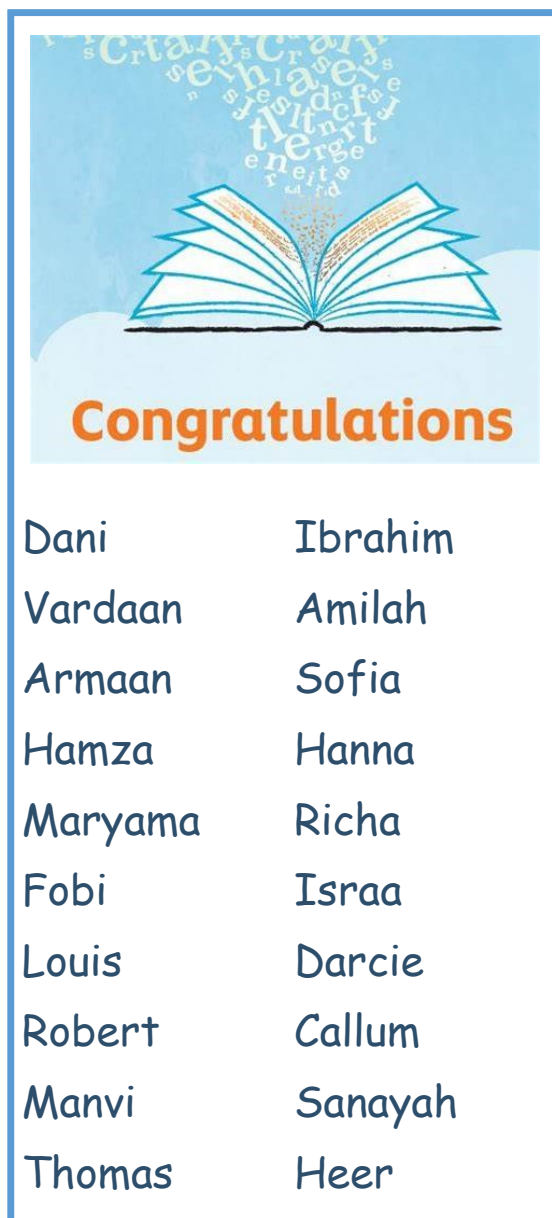 Congratulations
Dani Ibrahim
Vardaan Amilah
Armaan Sofia
Hamza Hanna
Maryama Richa
Fobi Israa
Louis Darcie
Robert Callum
Manvi Sanayah
Thomas Heer